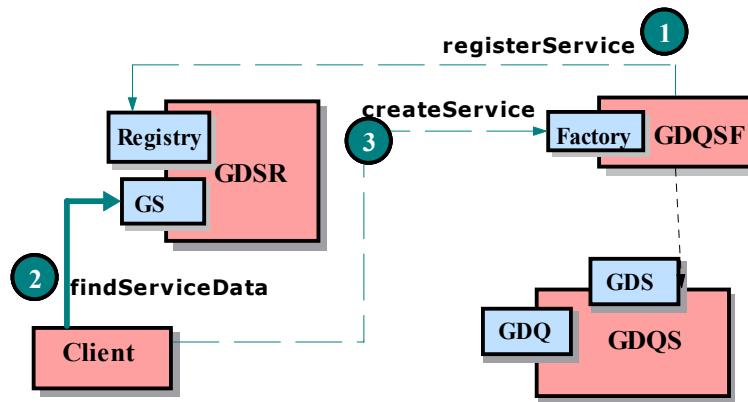 1
registerService
createService
Registry
3
Factory
GDQSF
GDSR
GS
2
findServiceData
GDS
GDQ
GDQS
Client